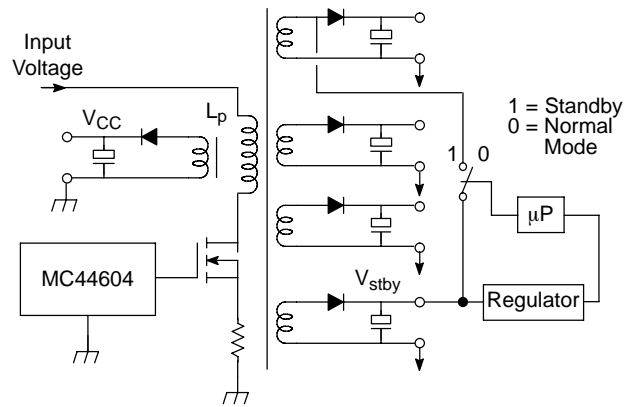 Input
Voltage
VCC
Lp
1 = Standby
0 = Normal
Mode
1 0
μP
MC44604
Vstby
Regulator